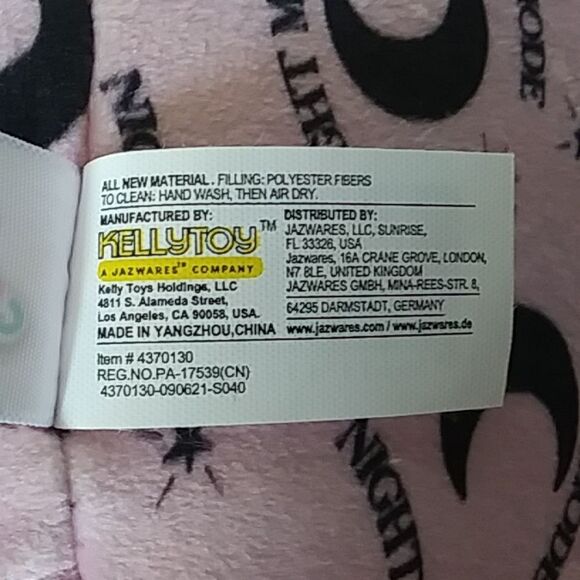 ALL NEW MATERIAL. FILLING: POLYESTER FIBERS
TO CLEAN: HAND WASH, THEN AIR DRY.
MANUFACTURED BY:
KELLYTOY™
A JAZWARES™ COMPANY
Kelly Toys Holdings, LLC
4811 S. Alameda Street,
Los Angeles, CA 90058, USA.
MADE IN YANGZHOU,CHINA
DISTRIBUTED BY:
JAZWARES, LLC, SUNRISE,
FL 33326, USA
Jazwares, 16A CRANE GROVE, LONDON,
N7 8LE, UNITED KINGDOM
JAZWARES GMBH, MINA-REES-STR. 8,
64295 DARMSTADT, GERMANY
www.jazwares.com / www.jazwares.de
Item # 4370130
REG.NO.PA-17539(CN)
4370130-090621-S040
NIGHT